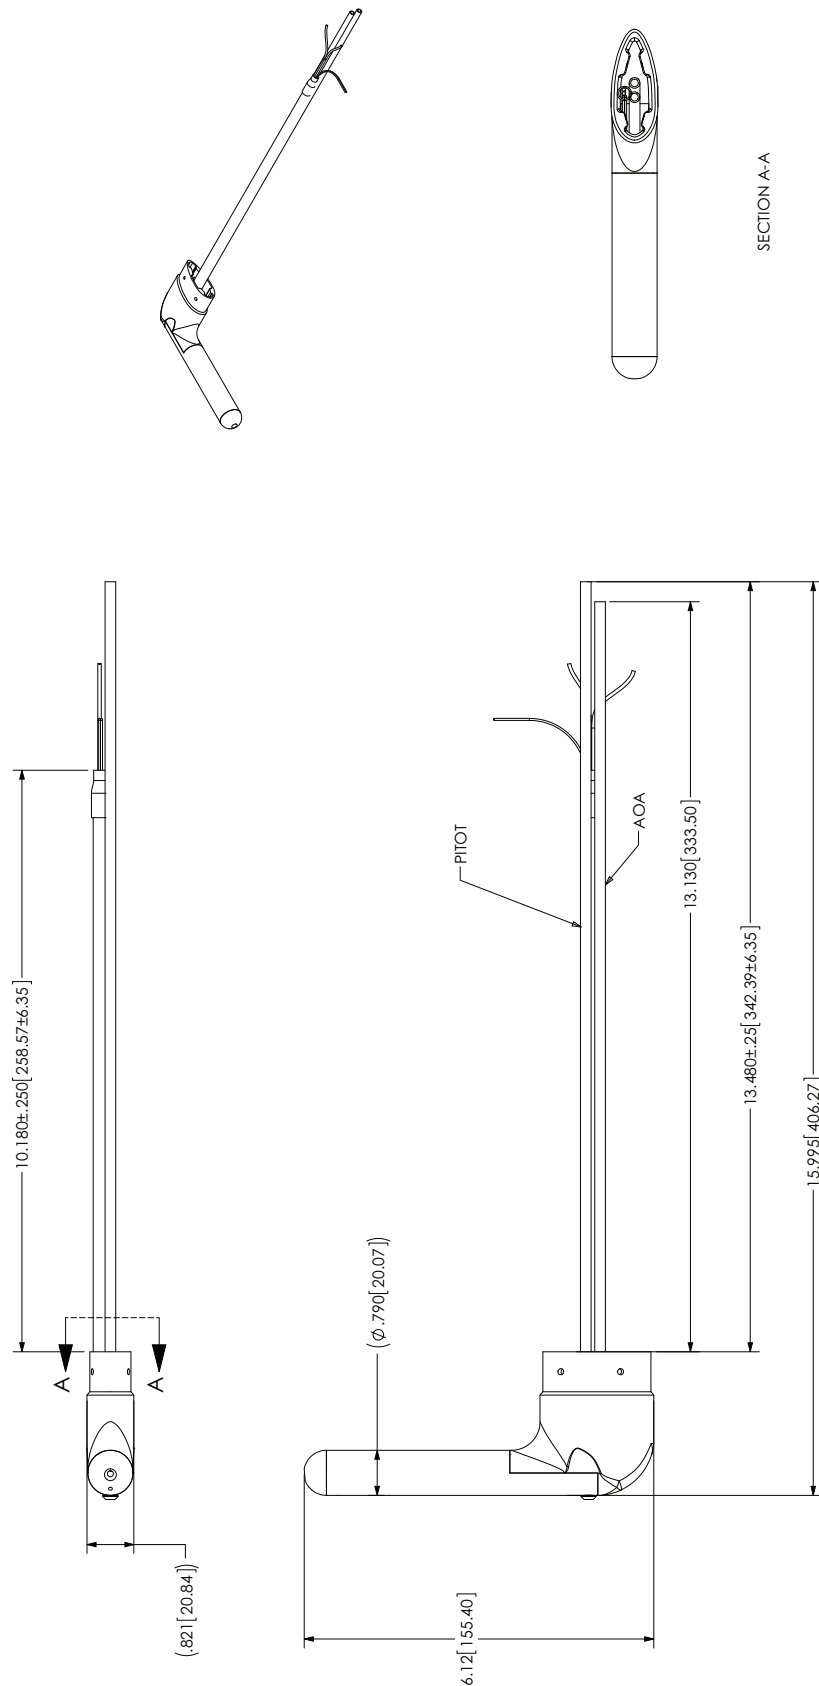 SECTION A-A
10.180±.250[258.57±6.35]
A
A
(.821[20.84])
PITOT
AOA
13.130[333.50]
13.480±.25[342.39±6.35]
15.995[406.27]
(Ø.790[20.07])
6.12[155.40]